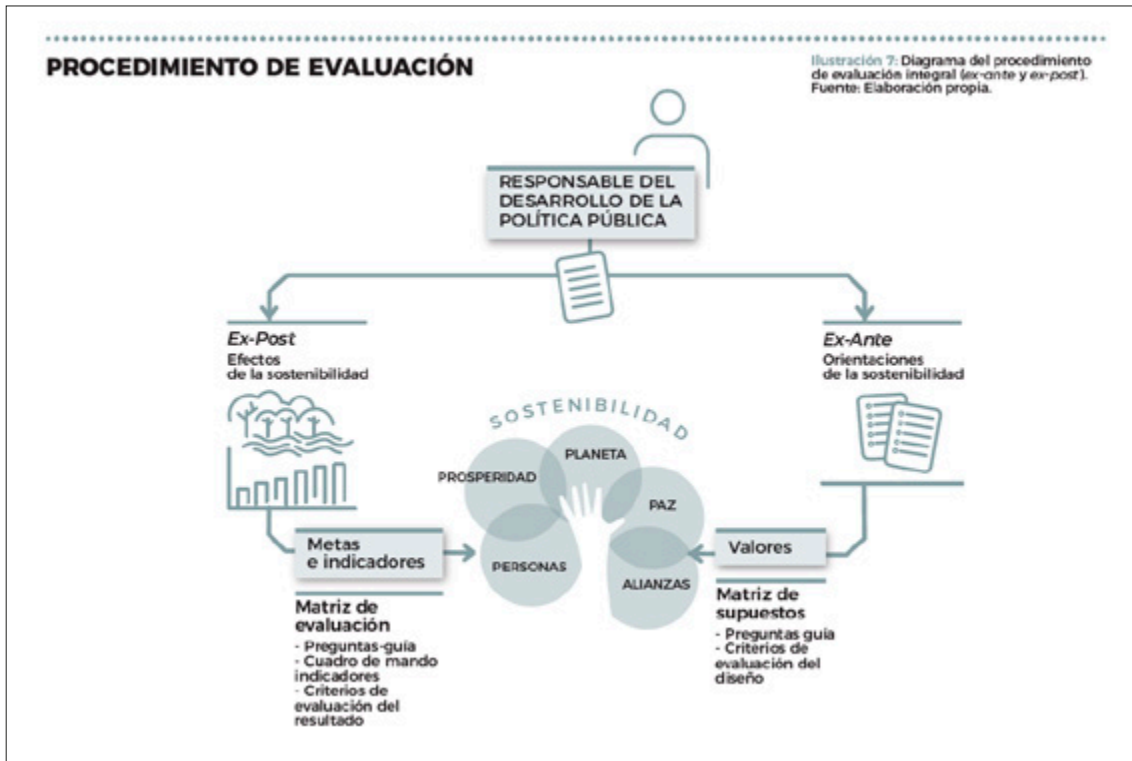 PROCEDIMIENTO DE EVALUACIÓN
Ilustración 7: Diagrama del procedimiento
de evaluación integral (ex-ante y ex-post).
Fuente: Elaboración propia.
RESPONSABLE DEL
DESARROLLO DE LA
POLÍTICA PÚBLICA
Ex-Post
Efectos
de la sostenibilidad
Ex-Ante
Orientaciones
de la sostenibilidad
SOSTENIBILIDAD
PLANETA
PROSPERIDAD
PAZ
PERSONAS
ALIANZAS
Metas
e indicadores
Matriz de
evaluación
- Preguntas-guía
- Cuadro de mando
indicadores
- Criterios de
evaluación del
resultado
Valores
Matriz de
supuestos
- Preguntas guía
- Criterios de
evaluación del
diseño